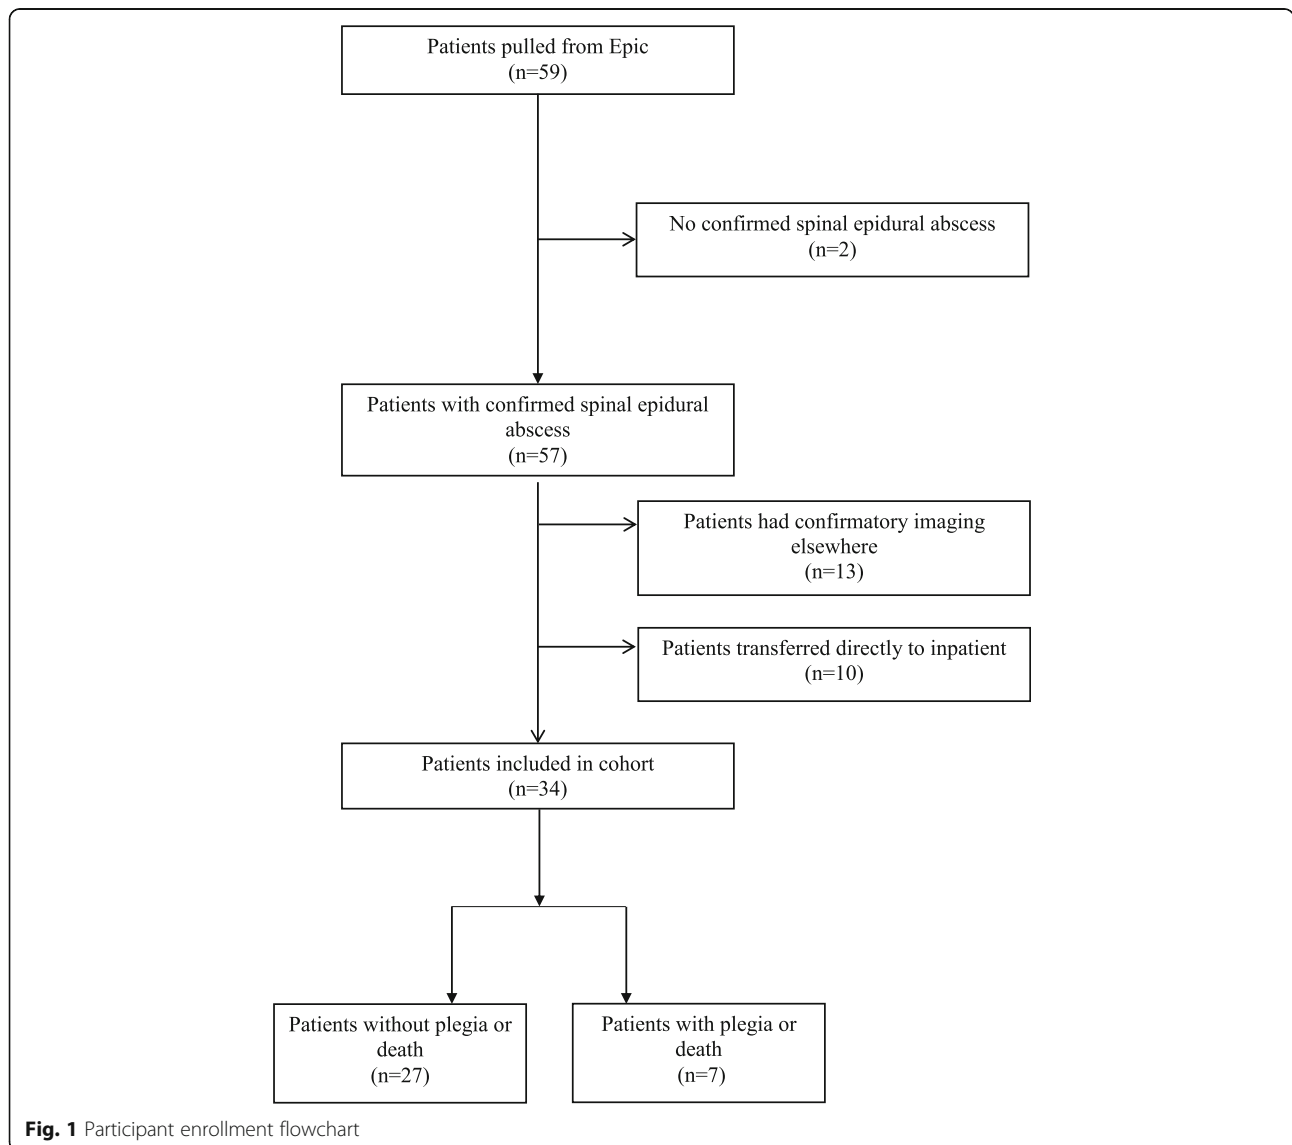 Patients pulled from Epic
(n=59)
No confirmed spinal epidural abscess
(n=2)
Patients with confirmed spinal epidural
abscess
(n=57)
Patients had confirmatory imaging
elsewhere
(n=13)
Patients transferred directly to inpatient
(n=10)
Patients included in cohort
(n=34)
Patients without plegia or
death
(n=27)
Patients with plegia or
death
(n=7)
Fig. 1 Participant enrollment flowchart